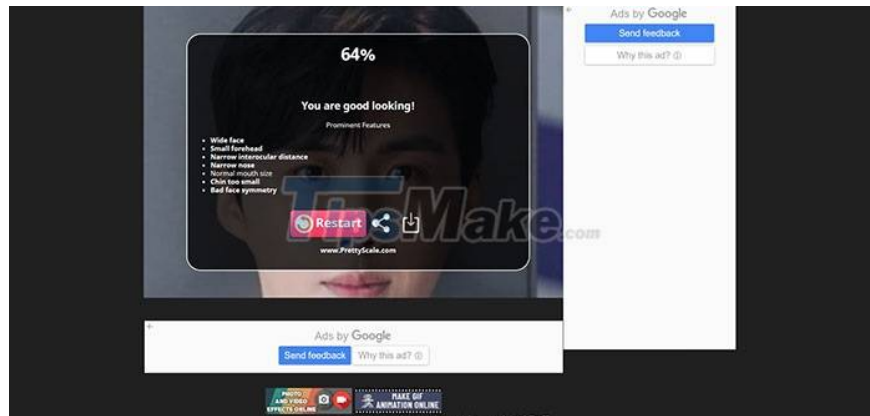 64%
You are good looking!
Prominent Features
• Wide face
• Small forehead
• Narrow interocular distance
• Narrow nose
• Normal mouth size
• Chin too small
• Bad face symmetry
Restart
www.PrettyScale.com
TipsMake.com
Ads by Google
Send feedback
Why this ad?
Ads by Google
Send feedback
Why this ad?
PHOTO
AND VIDEO
EFFECTS ONLINE
MAKE GIF
ANIMATION ONLINE